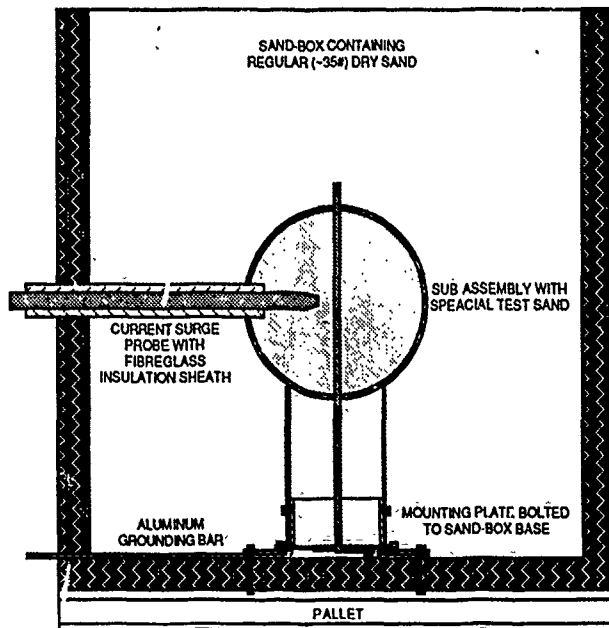 SAND-BOX CONTAINING
REGULAR (~35#) DRY SAND
SUB ASSEMBLY WITH
SPEACIAL TEST SAND
CURRENT SURGE
PROBE WITH
FIBREGLASS
INSULATION SHEATH
ALUMINUM
GROUNDING BAR
MOUNTING PLATE BOLTED
TO SAND-BOX BASE
PALLET